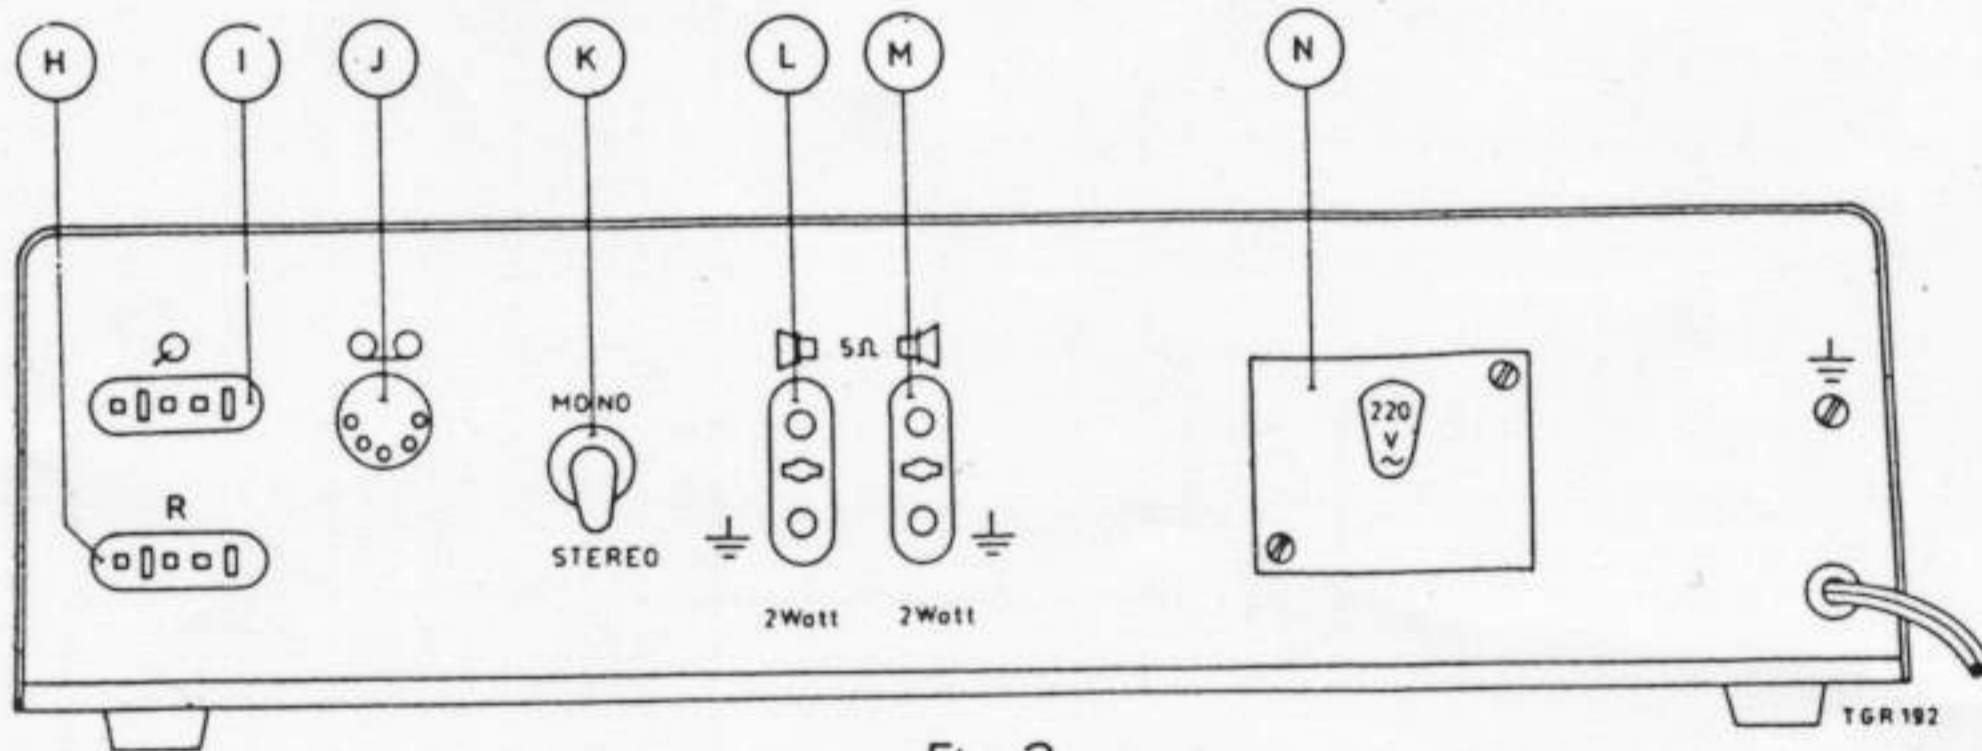 H I J K L M N
5Ω
MONO
220
V
~
R
STEREO
2Watt 2Watt
TGR 192